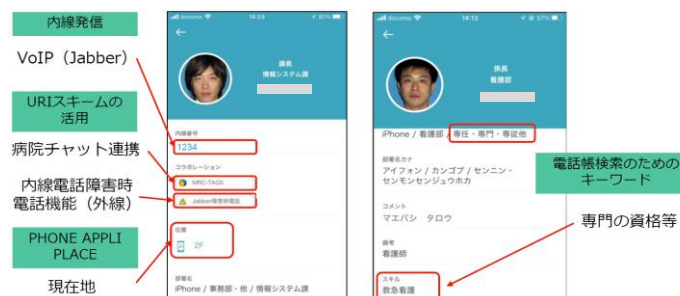 内線発信
VoIP（Jabber）
URIスキームの
活用
病院チャット連携
内線電話障害時
電話機能（外線）
PHONE APPLI
PLACE
現在地
docomo
14:23
82%
課長
情報システム課
内線番号
1234
コラボレーション
MRC-TAGS
Jabber障害時電話
位置
2F
部署名
iPhone / 事務部・他 / 情報システム課
docomo
14:13
67%
係長
看護部
iPhone / 看護部 / 専任・専門・専従他
部署名カナ
アイフォン / カンゴブ / センニン・
センモンセンジュウホカ
コメント
マエバシ タロウ
備考
看護師
スキル
救急看護
電話帳検索のための
キーワード
専門の資格等